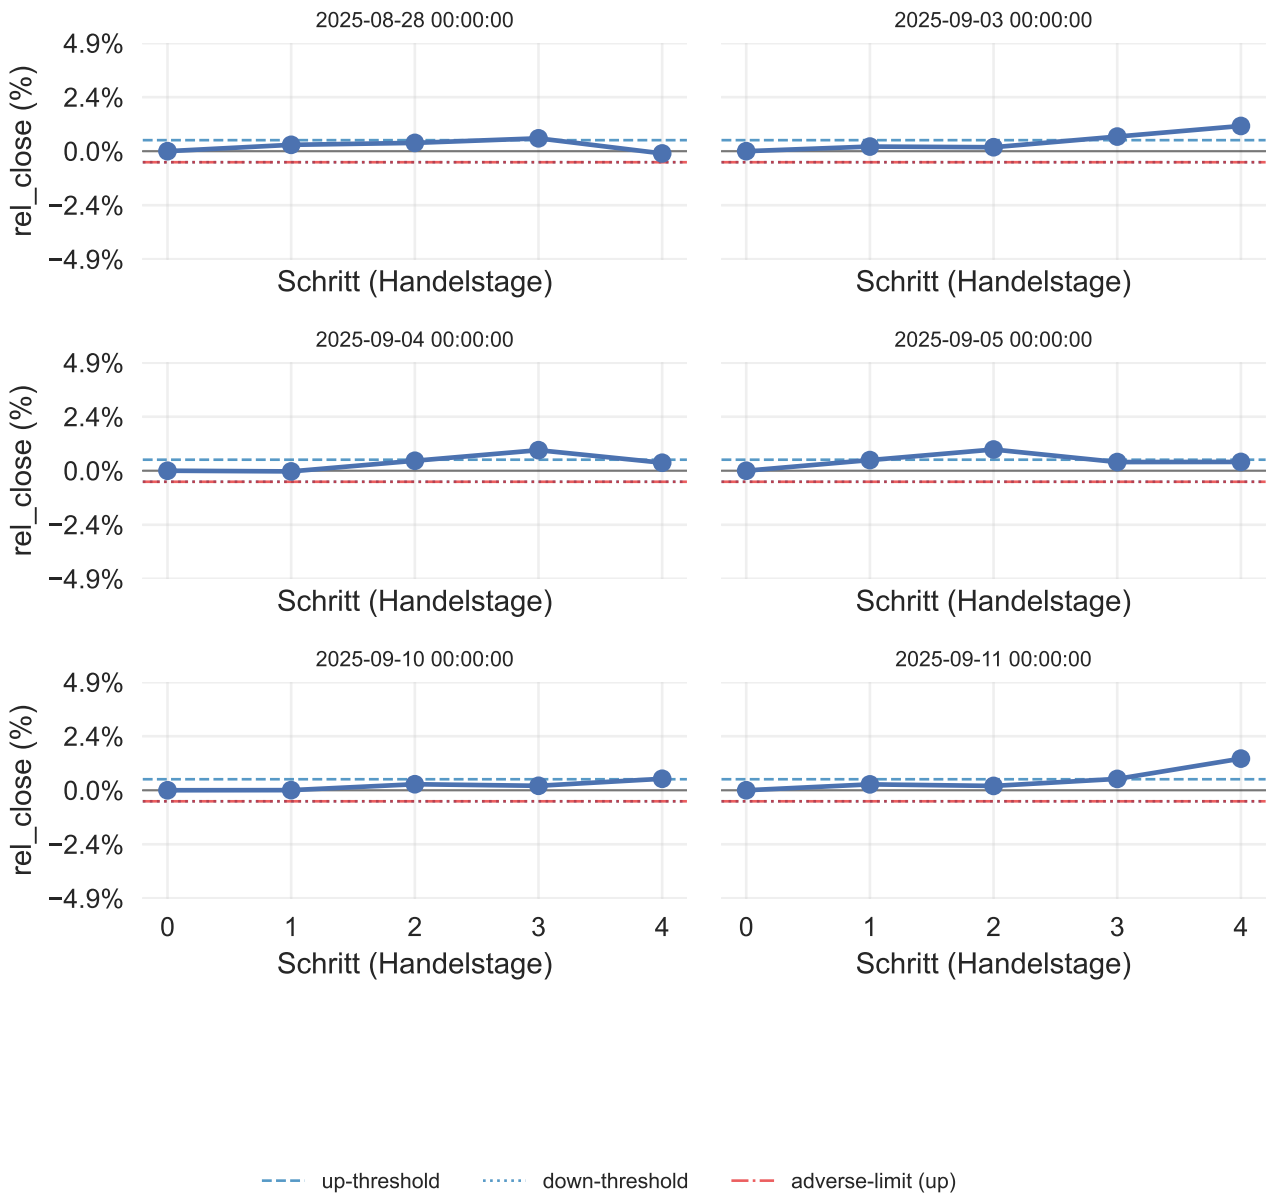 2025-08-28 00:00:00
2025-09-03 00:00:00
rel_close (%)
4.9%
2.4%
0.0%
−2.4%
−4.9%
Schritt (Handelstage)
Schritt (Handelstage)
2025-09-04 00:00:00
2025-09-05 00:00:00
rel_close (%)
4.9%
2.4%
0.0%
−2.4%
−4.9%
Schritt (Handelstage)
Schritt (Handelstage)
2025-09-10 00:00:00
2025-09-11 00:00:00
rel_close (%)
4.9%
2.4%
0.0%
−2.4%
−4.9%
0 1 2 3 4
0 1 2 3 4
Schritt (Handelstage)
Schritt (Handelstage)
up-threshold
down-threshold
adverse-limit (up)